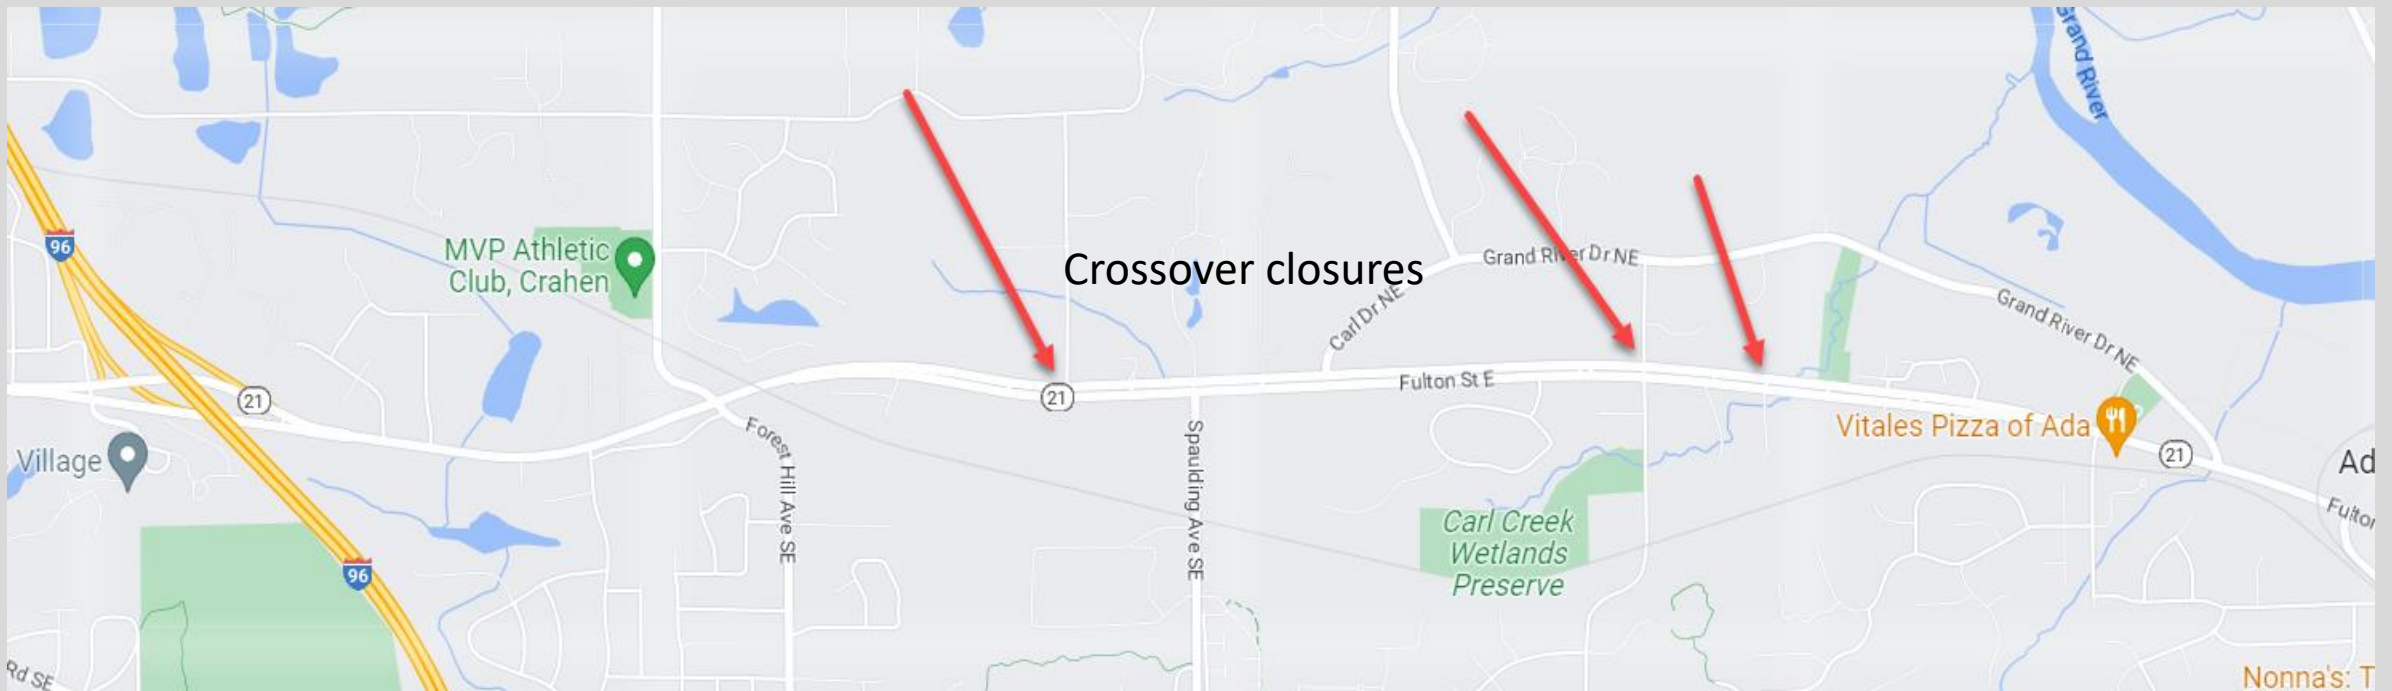 Grand River
96
MVP Athletic
Club, Crahen
Crossover closures
Grand River Dr NE
Carl Dr NE
Grand River Dr NE
21
21
Fulton St E
Vitales Pizza of Ada
21
Village
Forest Hill Ave SE
Spaulding Ave SE
Ad
Fulton
96
Carl Creek
Wetlands
Preserve
Rd SE
Nonna's: T